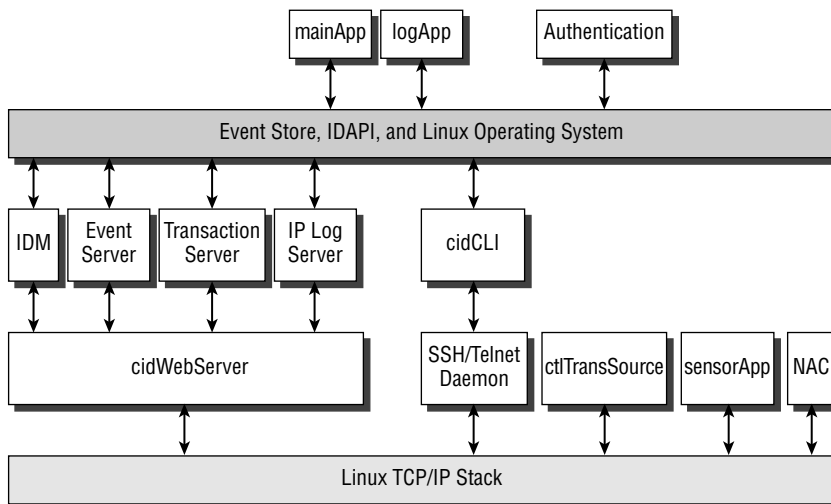 mainApp
logApp
Authentication
Event Store, IDAPI, and Linux Operating System
IDM
Event
Server
Transaction
Server
IP Log
Server
cidCLI
cidWebServer
SSH/Telnet
Daemon
ctlTransSource
sensorApp
NAC
Linux TCP/IP Stack